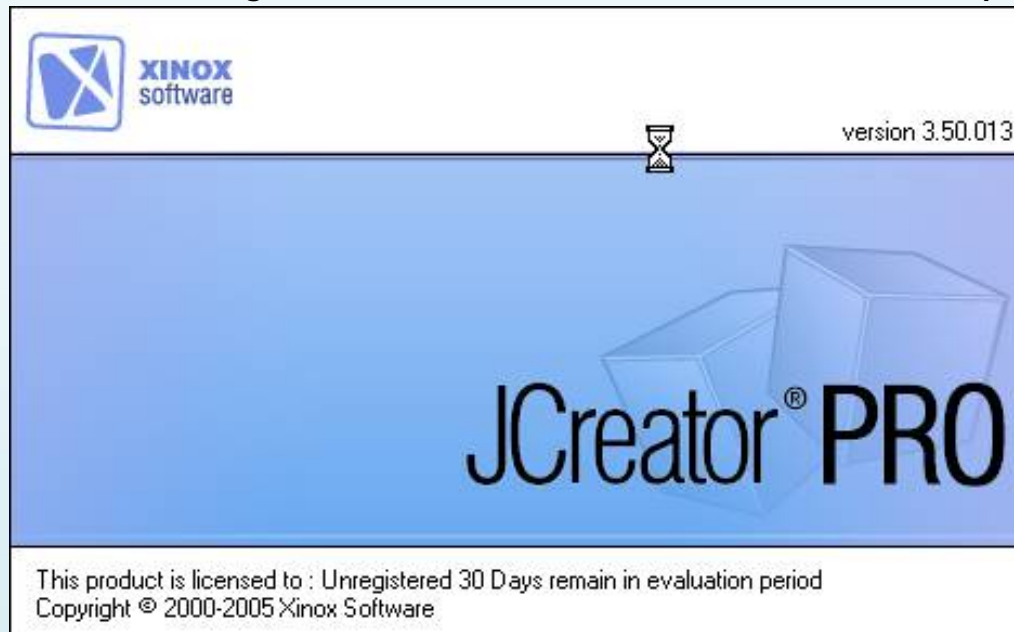 XINOX
software
version 3.50.013
JCreator® PRO
This product is licensed to : Unregistered 30 Days remain in evaluation period
Copyright © 2000-2005 Xinox Software